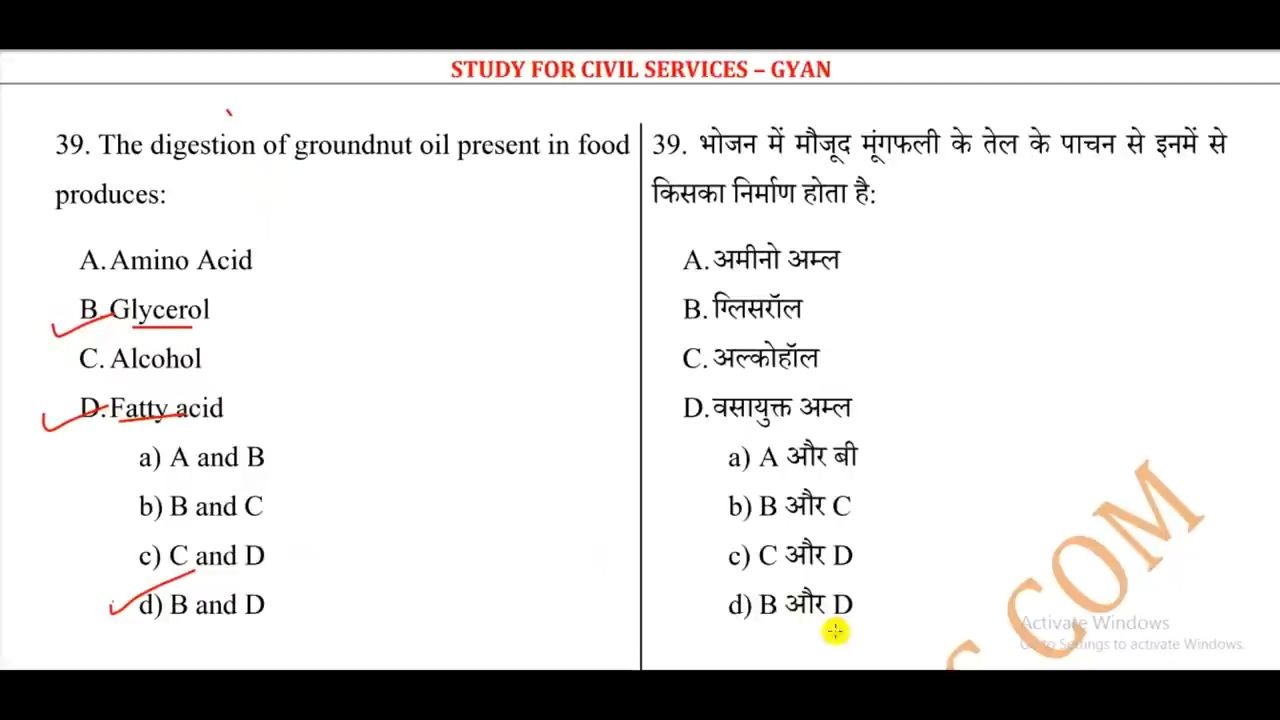 STUDY FOR CIVIL SERVICES – GYAN
39. The digestion of groundnut oil present in food
produces:
A. Amino Acid
B. Glycerol
C. Alcohol
D. Fatty acid
a) A and B
b) B and C
c) C and D
d) B and D
39. भोजन में मौजूद मूंगफली के तेल के पाचन से इनमें से
किसका निर्माण होता है:
A. अमीनो अम्ल
B. ग्लिसरॉल
C. अल्कोहॉल
D. वसायुक्त अम्ल
a) A और बी
b) B और C
c) C और D
d) B और D
COM
Activate Windows
Go to Settings to activate Windows.